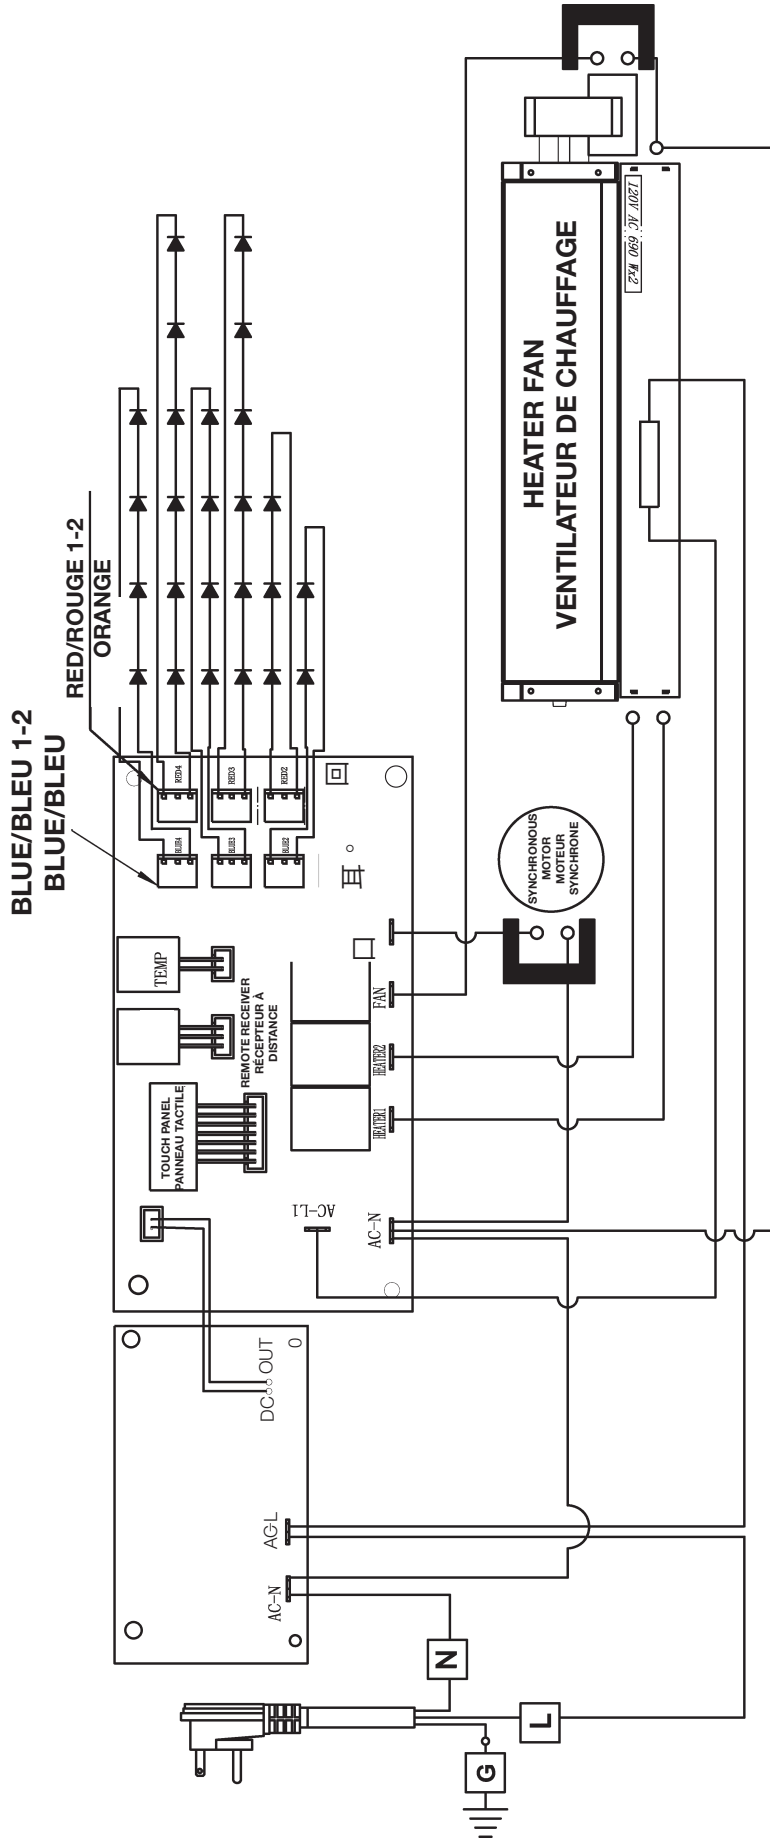 BLUE/BLEU 1-2
BLUE/BLEU
RED/ROUGE 1-2
ORANGE
RED4
RED3
RED2
BLUE4
BLUE3
BLUE2
HEATER FAN
VENTILATEUR DE CHAUFFAGE
120V AC 690 Wx2
SYNCHRONOUS
MOTOR
MOTEUR
SYNCHRONE
TEMP
REMOTE RECEIVER
RÉCEPTEUR À
DISTANCE
TOUCH PANEL
PANNEAU TACTILE
FAN
HEATER2
HEATER1
AC-L1
AC-N
DC OUT
0
AC-L
AC-N
N
L
G